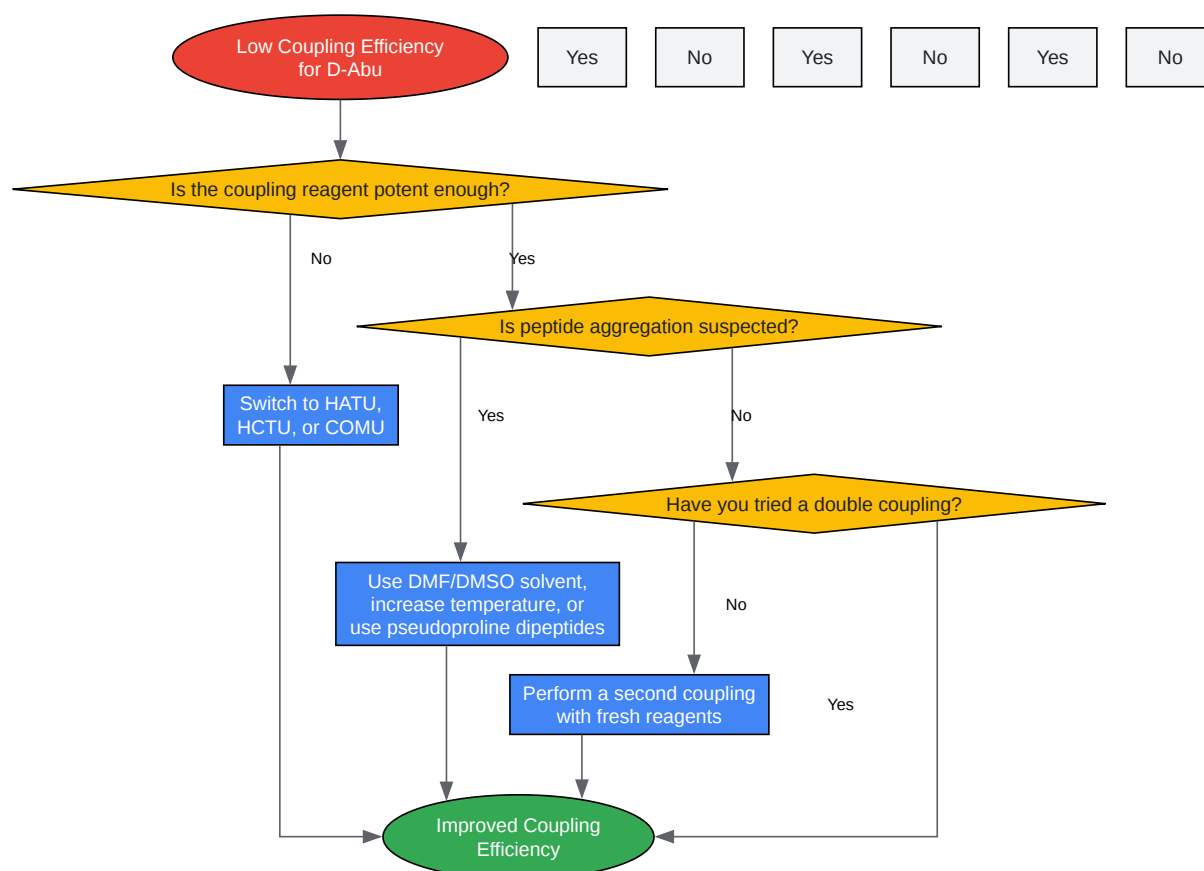 Low Coupling Efficiency
for D-Abu
Yes
No
Yes
No
Yes
No
Is the coupling reagent potent enough?
No
Yes
Is peptide aggregation suspected?
Switch to HATU,
HCTU, or COMU
Yes
No
Have you tried a double coupling?
Use DMF/DMSO solvent,
increase temperature, or
use pseudoproline dipeptides
No
Perform a second coupling
with fresh reagents
Yes
Improved Coupling
Efficiency